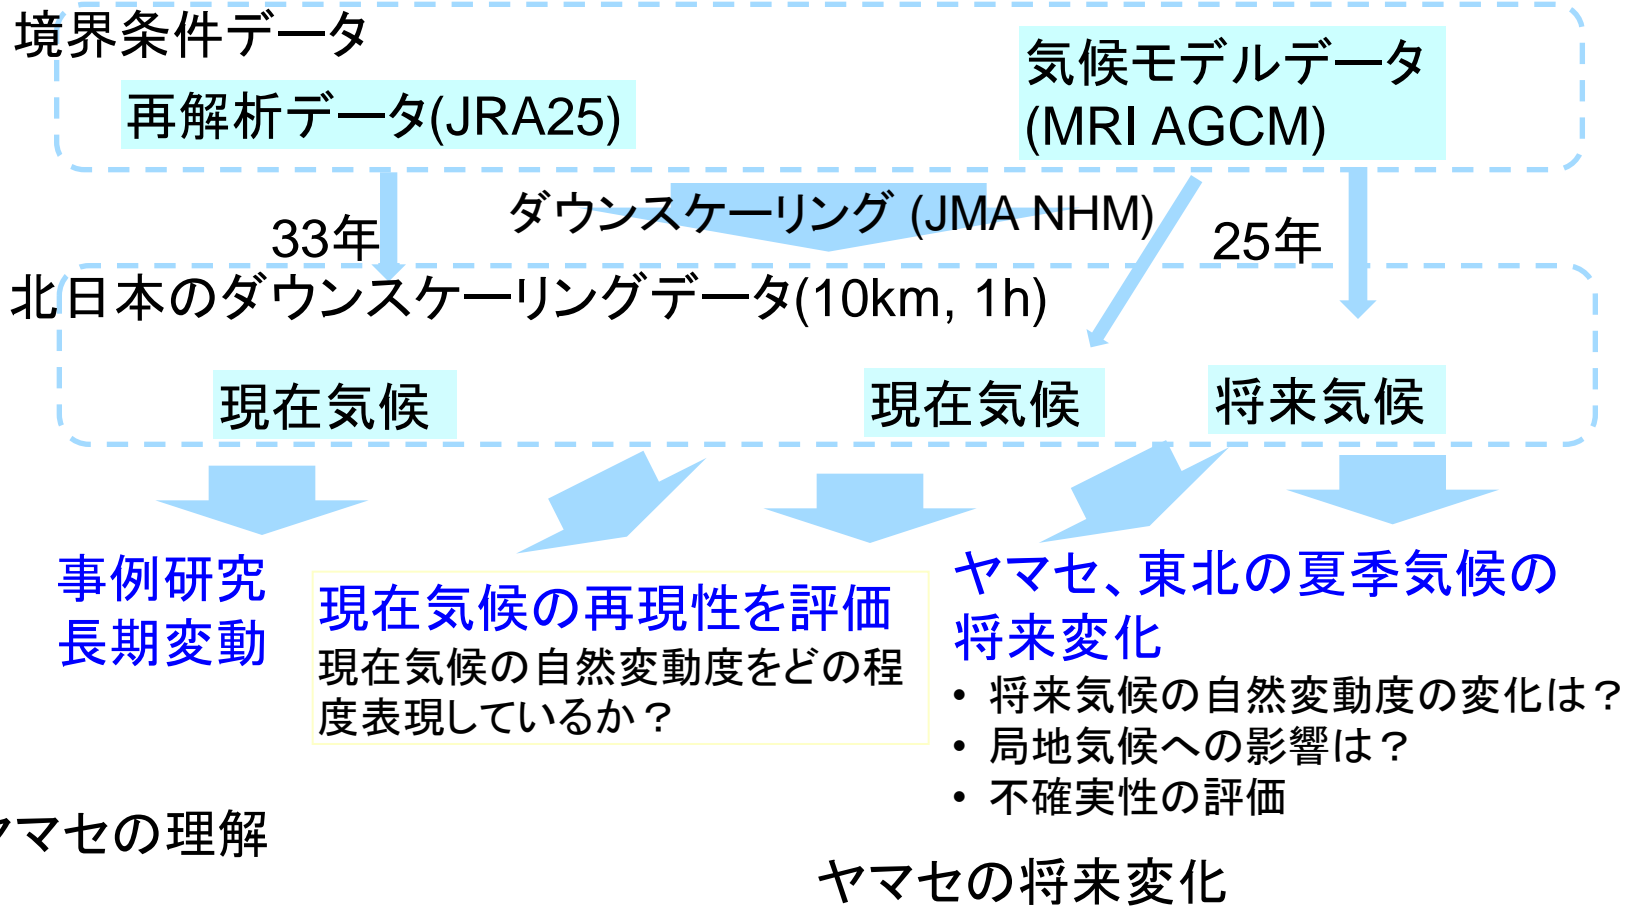 境界条件データ
再解析データ(JRA25)
気候モデルデータ
(MRI AGCM)
ダウンスケーリング (JMA NHM)
33年
25年
北日本のダウンスケーリングデータ(10km, 1h)
現在気候
現在気候
将来気候
事例研究
長期変動
現在気候の再現性を評価
現在気候の自然変動度をどの程
度表現しているか？
ヤマセ、東北の夏季気候の
将来変化
• 将来気候の自然変動度の変化は？
• 局地気候への影響は？
• 不確実性の評価
ヤマセの理解
ヤマセの将来変化